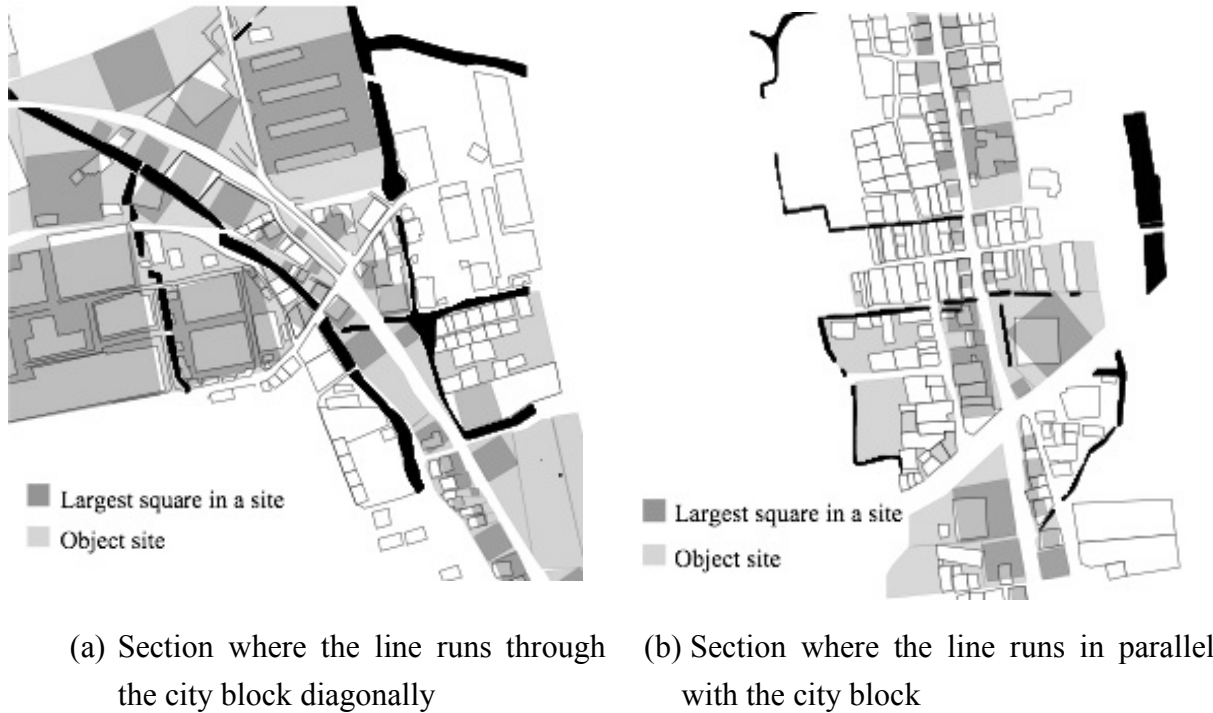 Largest square in a site
Object site
Largest square in a site
Object site
(a) Section where the line runs through
the city block diagonally
(b) Section where the line runs in parallel
with the city block